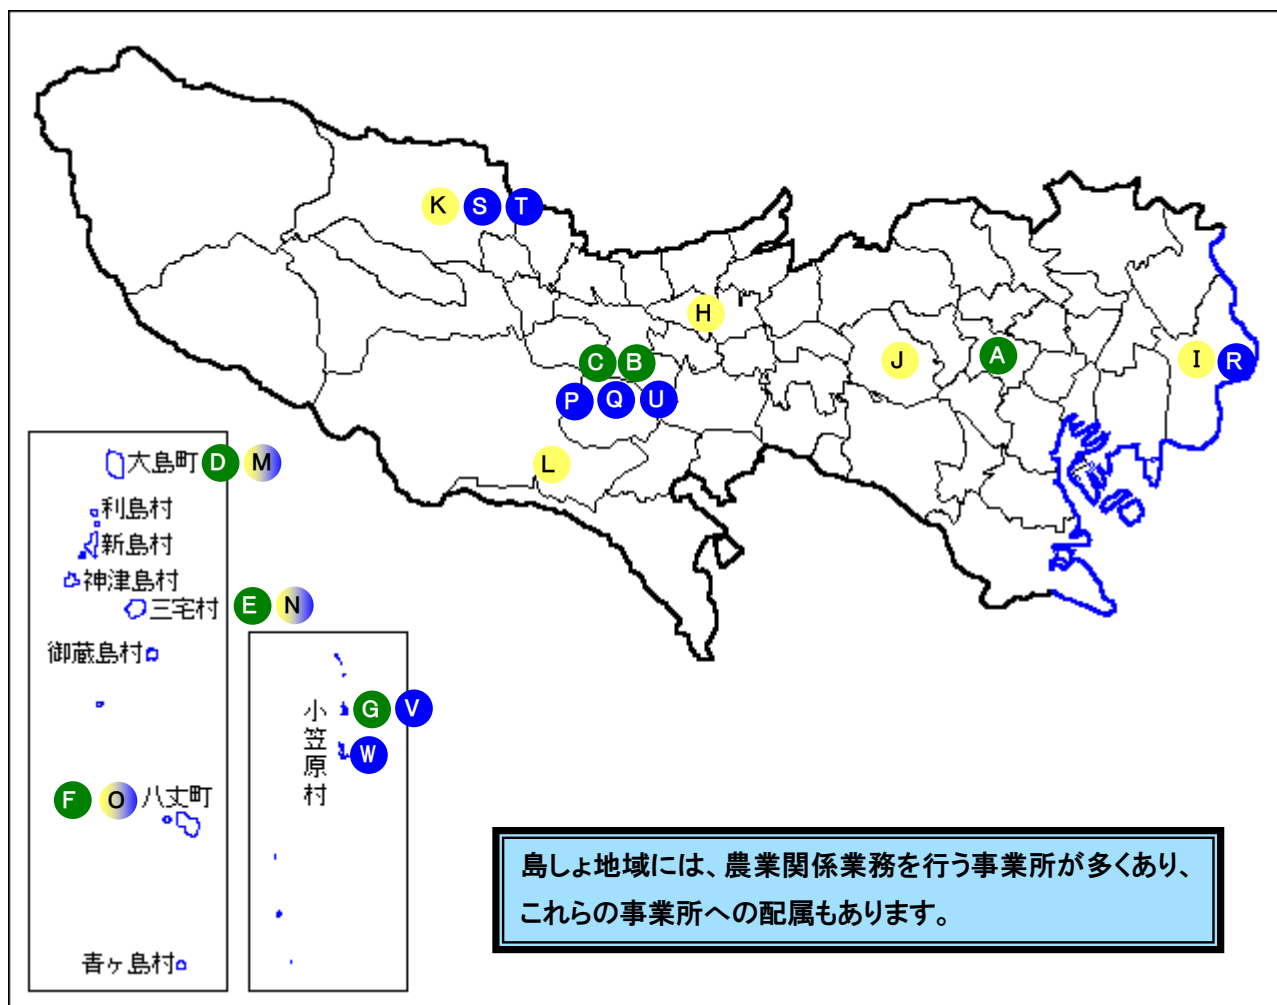 K S T
H
C B
J
A
I R
P Q U
L
大島町 D M
利島村
新島村
神津島村
三宅村 E N
御蔵島村
小笠原村
G V
W
F O 八丈町
青ヶ島村
島しょ地域には、農業関係業務を行う事業所が多くあり、
これらの事業所への配属もあります。